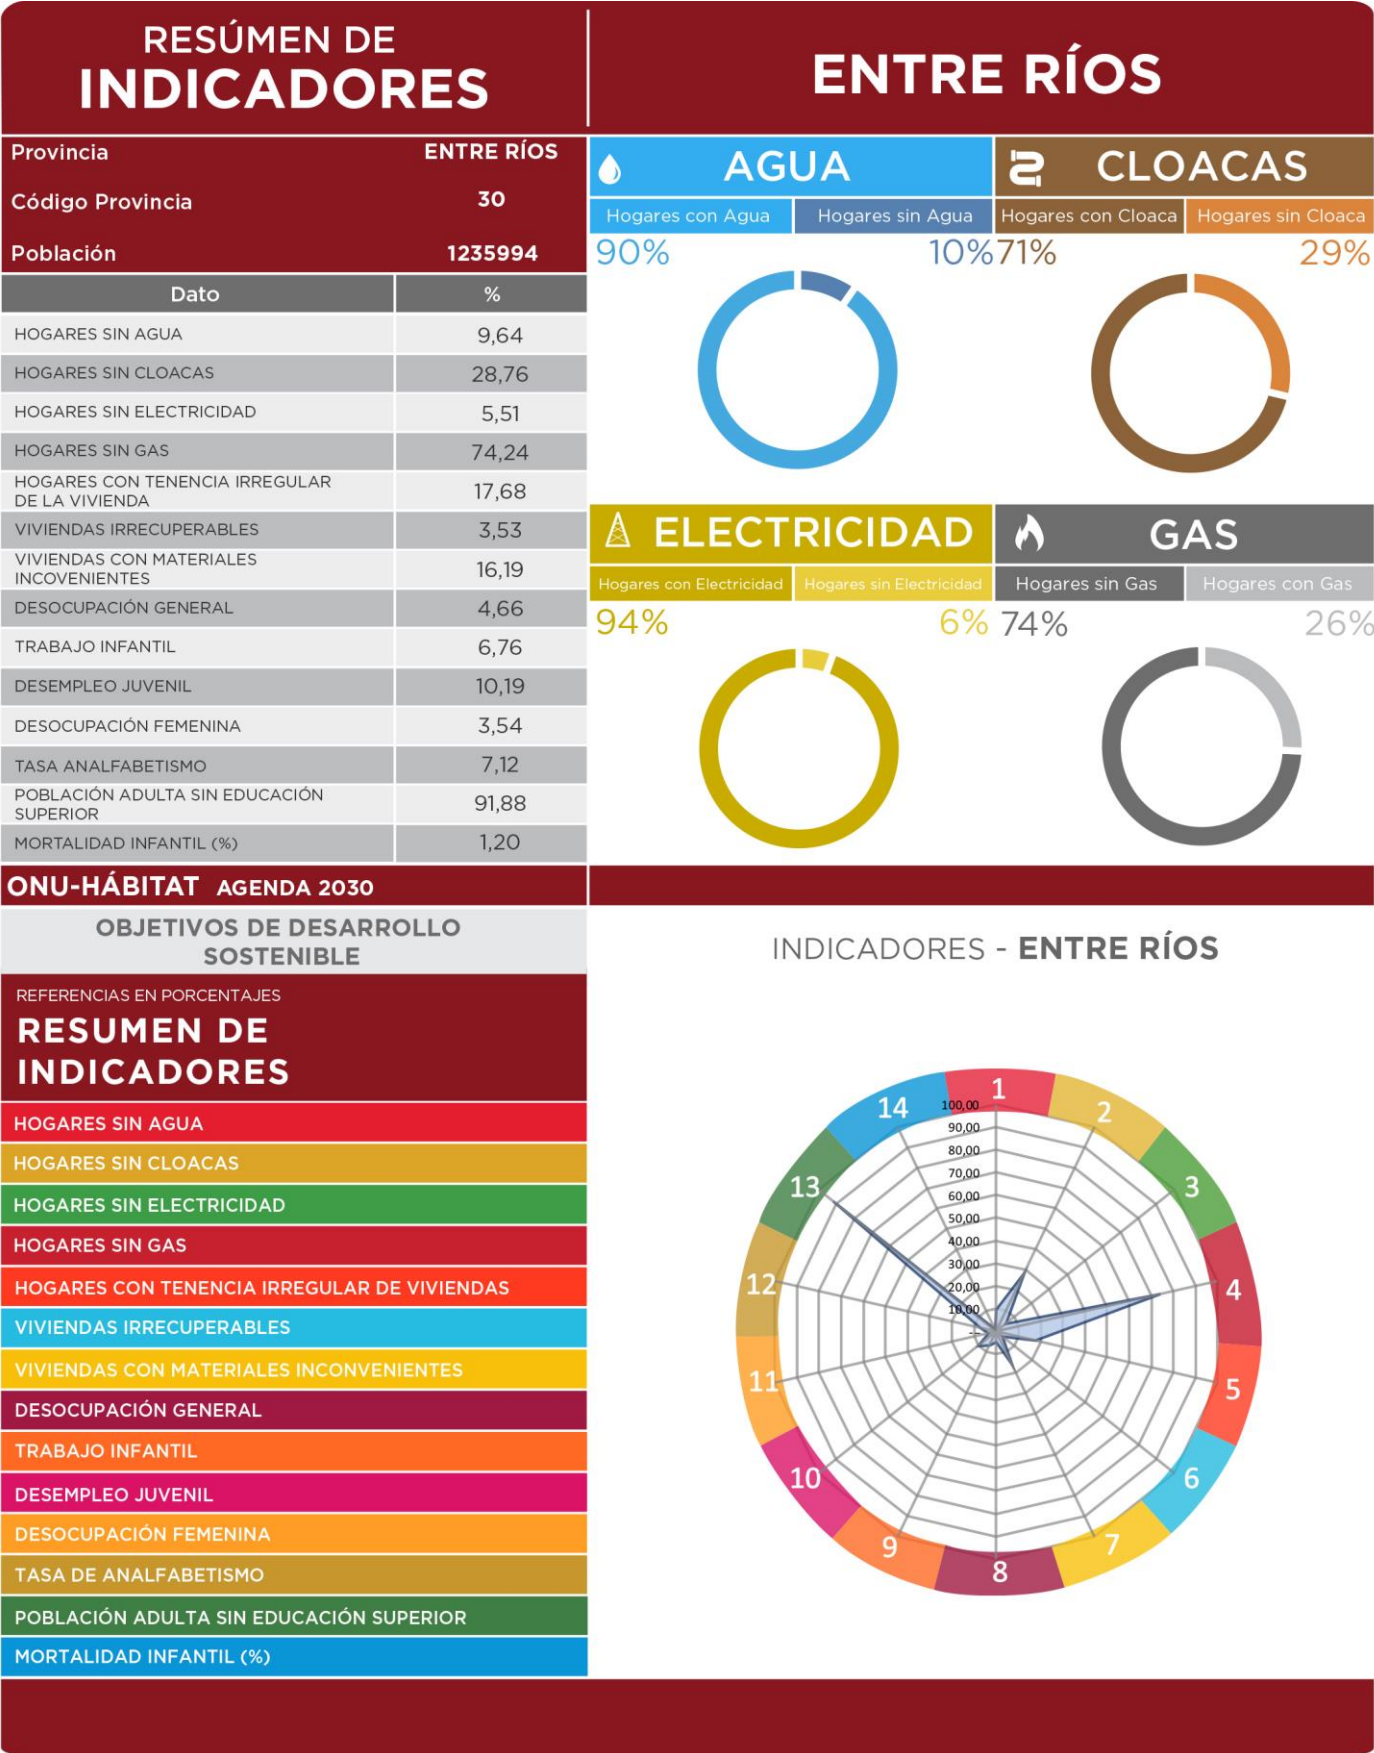 RESÚMEN DE
INDICADORES
ENTRE RÍOS
Provincia ENTRE RÍOS
Código Provincia 30
Población 1235994
Dato %
HOGARES SIN AGUA 9,64
HOGARES SIN CLOACAS 28,76
HOGARES SIN ELECTRICIDAD 5,51
HOGARES SIN GAS 74,24
HOGARES CON TENENCIA IRREGULAR
DE LA VIVIENDA 17,68
VIVIENDAS IRRECUPERABLES 3,53
VIVIENDAS CON MATERIALES
INCOVENIENTES 16,19
DESOCUPACIÓN GENERAL 4,66
TRABAJO INFANTIL 6,76
DESEMPLEO JUVENIL 10,19
DESOCUPACIÓN FEMENINA 3,54
TASA ANALFABETISMO 7,12
POBLACIÓN ADULTA SIN EDUCACIÓN
SUPERIOR 91,88
MORTALIDAD INFANTIL (%) 1,20
AGUA
Hogares con Agua Hogares sin Agua
90% 10%
CLOACAS
Hogares con Cloaca Hogares sin Cloaca
71% 29%
ELECTRICIDAD
Hogares con Electricidad Hogares sin Electricidad
94% 6%
GAS
Hogares sin Gas Hogares con Gas
74% 26%
ONU-HÁBITAT AGENDA 2030
OBJETIVOS DE DESARROLLO
SOSTENIBLE
REFERENCIAS EN PORCENTAJES
RESUMEN DE
INDICADORES
HOGARES SIN AGUA
HOGARES SIN CLOACAS
HOGARES SIN ELECTRICIDAD
HOGARES SIN GAS
HOGARES CON TENENCIA IRREGULAR DE VIVIENDAS
VIVIENDAS IRRECUPERABLES
VIVIENDAS CON MATERIALES INCONVENIENTES
DESOCUPACIÓN GENERAL
TRABAJO INFANTIL
DESEMPLEO JUVENIL
DESOCUPACIÓN FEMENINA
TASA DE ANALFABETISMO
POBLACIÓN ADULTA SIN EDUCACIÓN SUPERIOR
MORTALIDAD INFANTIL (%)
INDICADORES - ENTRE RÍOS
1
2
3
4
5
6
7
8
9
10
11
12
13
14
100,00
90,00
80,00
70,00
60,00
50,00
40,00
30,00
20,00
10,00
--